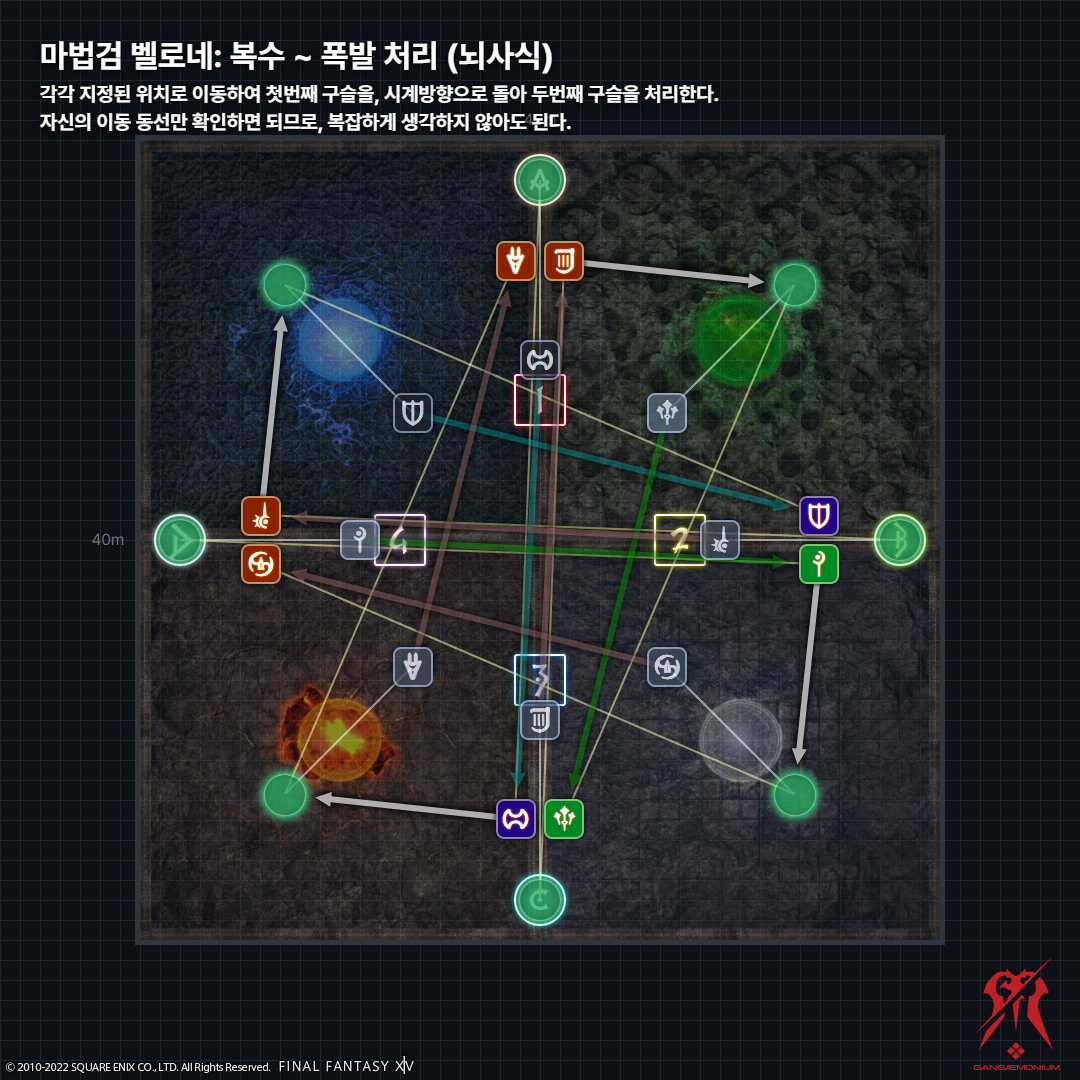 마법검 벨로네: 복수 ~ 폭발 처리 (뇌사식)
각각 지정된 위치로 이동하여 첫번째 구슬을, 시계방향으로 돌아 두번째 구슬을 처리한다.
자신의 이동 동선만 확인하면 되므로, 복잡하게 생각하지 않아도 된다.
A
1
40m
D
4
2
B
3
C
© 2010-2022 SQUARE ENIX CO., LTD. All Rights Reserved. FINAL FANTASY XIV
GANGÆMONIUM